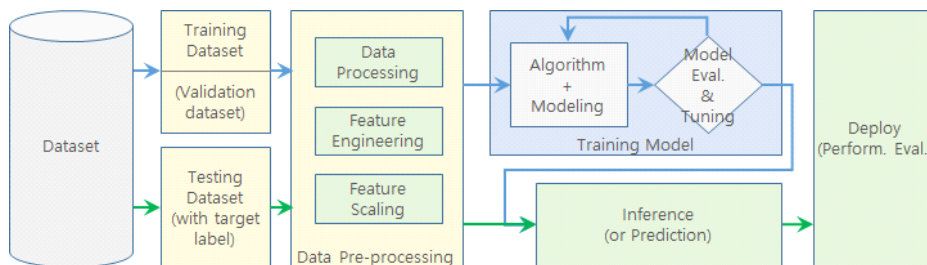 Dataset
Training
Dataset
(Validation
dataset)
Testing
Dataset
(with target
label)
Data
Processing
Feature
Engineering
Feature
Scaling
Data Pre-processing
Algorithm
+
Modeling
Model
Eval.
&
Tuning
Training Model
Inference
(or Prediction)
Deploy
(Perform. Eval.